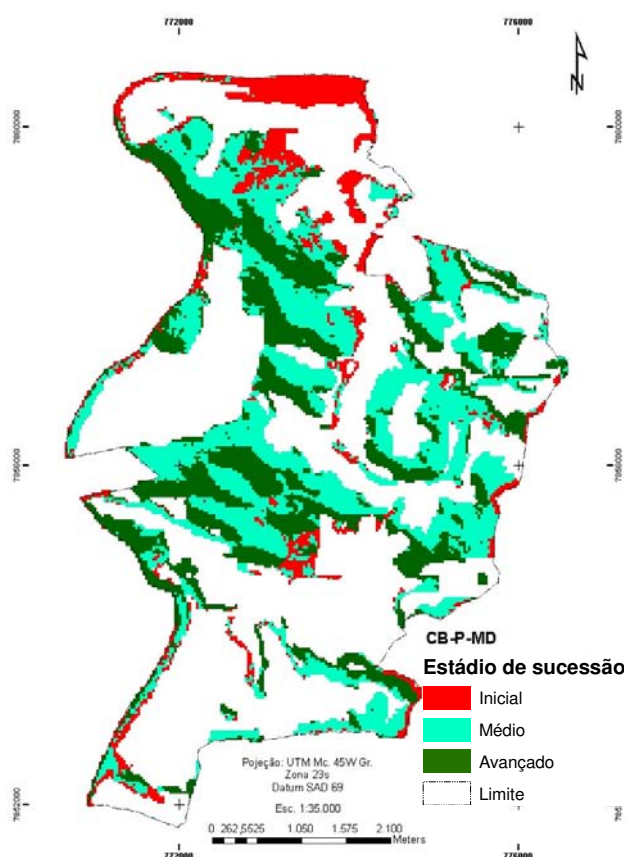 772000 776000
N
7860000 7860000
7856000 7856000
CB-P-MD
Estádio de sucessão
Inicial
Médio
Avançado
Limite
Pojeção: UTM Mc. 45W Gr.
Zona 23s
Datum SAD 69
Esc. 1:35.000
0 262,5525 1.050 1.575 2.100
Meters
7852000
772000 776000